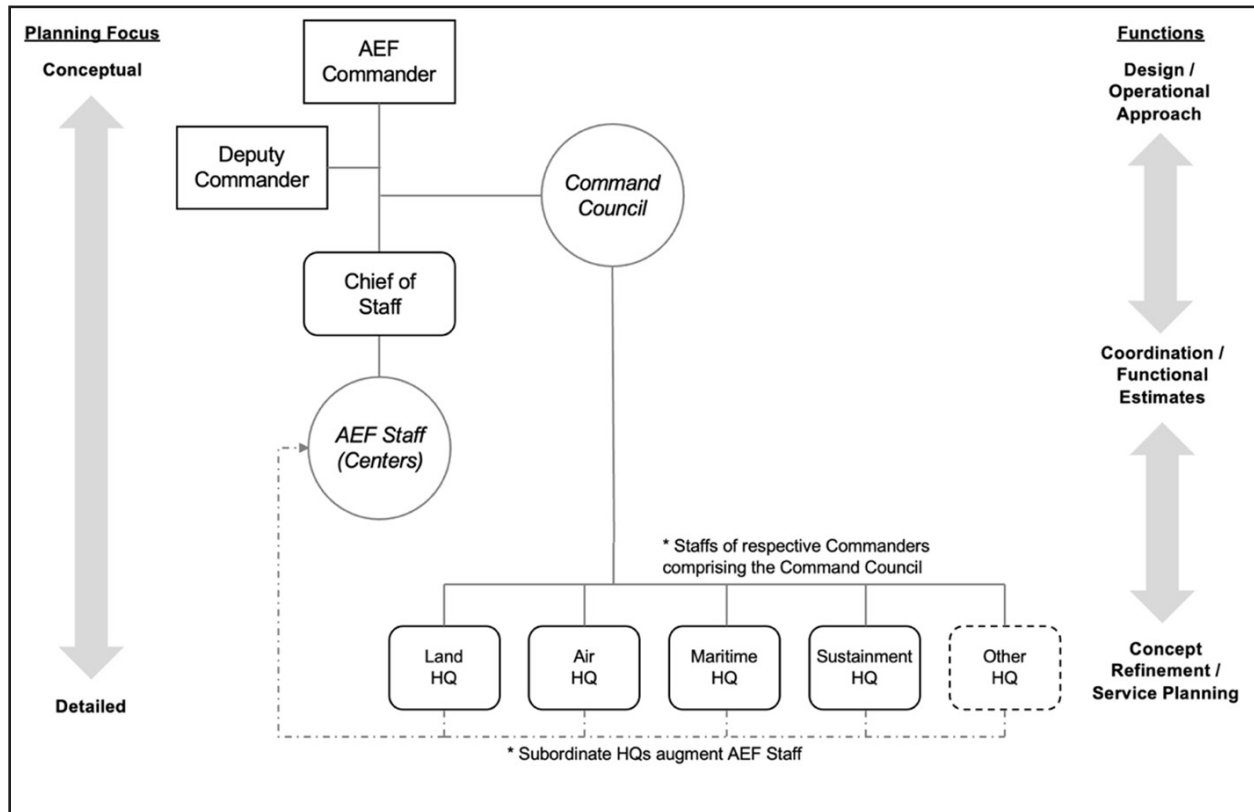 Planning Focus
Conceptual
Detailed
AEF
Commander
Deputy
Commander
Command
Council
Chief of
Staff
AEF Staff
(Centers)
* Staffs of respective Commanders
comprising the Command Council
Land
HQ
Air
HQ
Maritime
HQ
Sustainment
HQ
Other
HQ
* Subordinate HQs augment AEF Staff
Functions
Design /
Operational
Approach
Coordination /
Functional
Estimates
Concept
Refinement /
Service Planning